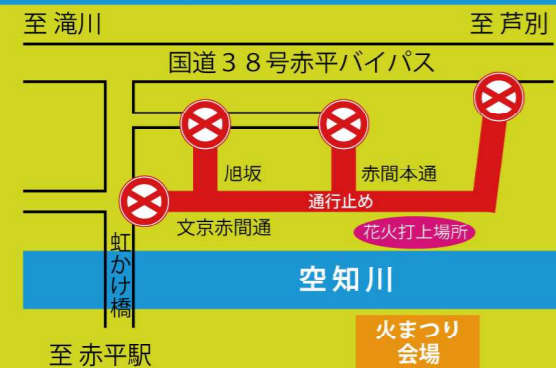 至 滝川
至 芦別
国道３８号赤平バイパス
旭坂
赤間本通
通行止め
文京赤間通
花火打上場所
虹かけ橋
空知川
火まつり
会場
至 赤平駅